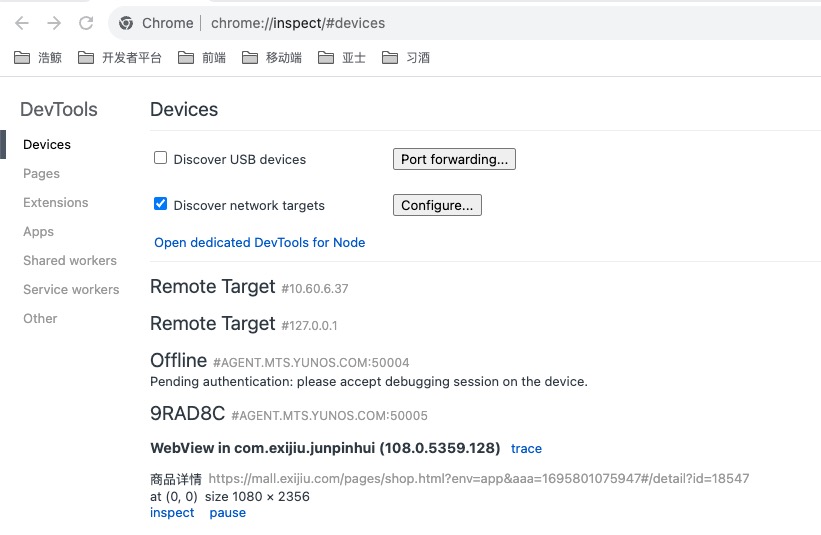 Chrome | chrome://inspect/#devices
浩鲸 开发者平台 前端 移动端 亚士 习酒
DevTools
Devices
Pages
Extensions
Apps
Shared workers
Service workers
Other
Devices
Discover USB devices Port forwarding...
Discover network targets Configure...
Open dedicated DevTools for Node
Remote Target #10.60.6.37
Remote Target #127.0.0.1
Offline #AGENT.MTS.YUNOS.COM:50004
Pending authentication: please accept debugging session on the device.
9RAD8C #AGENT.MTS.YUNOS.COM:50005
WebView in com.exijiu.junpinhui (108.0.5359.128) trace
商品详情 https://mall.exijiu.com/pages/shop.html?env=app&aaa=1695801075947#/detail?id=18547
at (0, 0) size 1080 × 2356
inspect pause